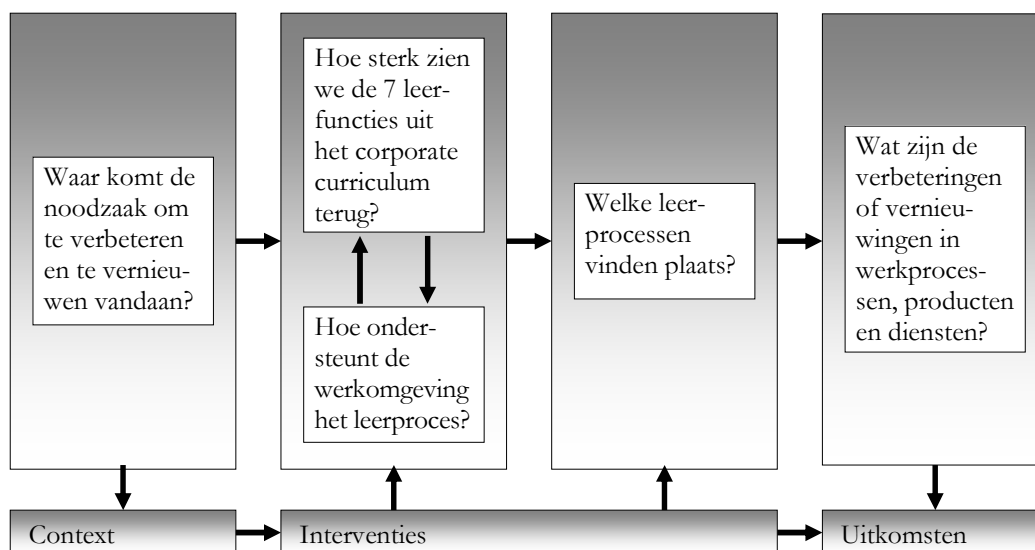 Waar komt de
noodzaak om
te verbeteren
en te vernieu-
wen vandaan?
Hoe sterk zien
we de 7 leer-
functies uit
het corporate
curriculum
terug?
Hoe onder-
steunt de
werkomgeving
het leerproces?
Welke leer-
processen
vinden plaats?
Wat zijn de
verbeteringen
of vernieu-
wingen in
werkproces-
sen, producten
en diensten?
Context
Interventies
Uitkomsten